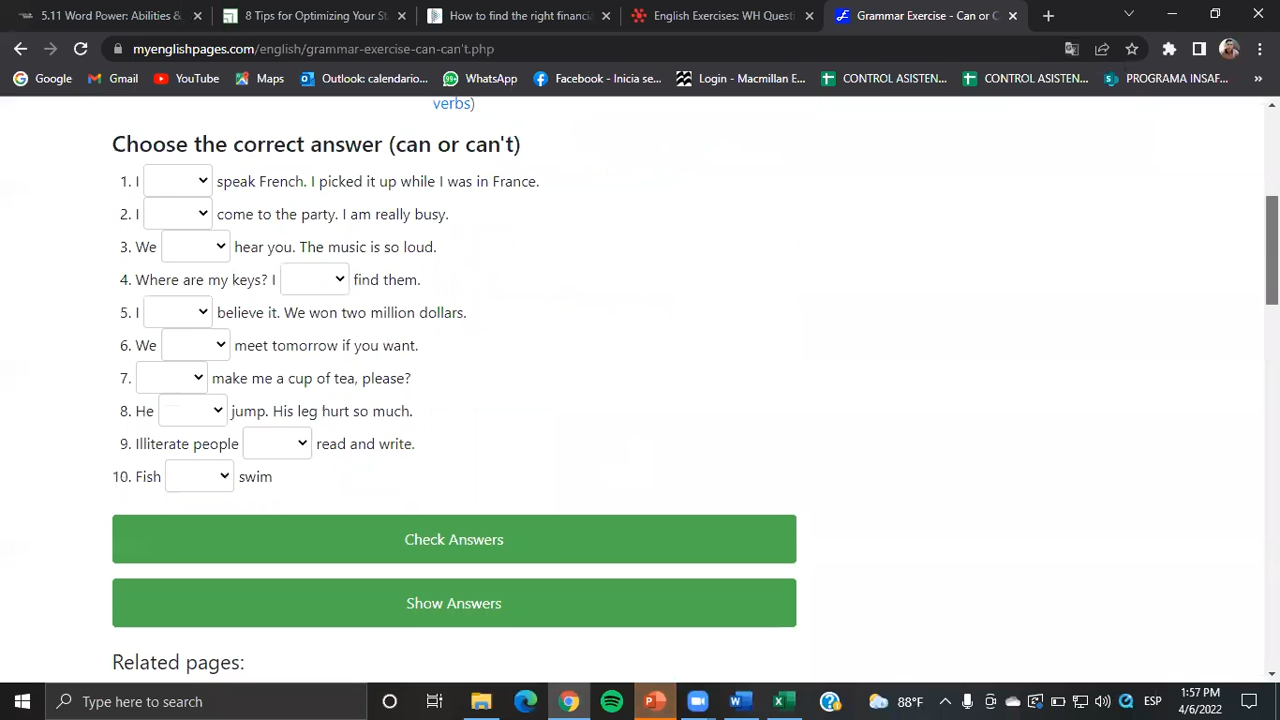 5.11 Word Power: Abilities &
8 Tips for Optimizing Your St
How to find the right financi
English Exercises: WH Questi
Grammar Exercise - Can or C
myenglishpages.com/english/grammar-exercise-can-can't.php
Google
Gmail
YouTube
Maps
Outlook: calendario...
WhatsApp
Facebook - Inicia se...
Login - Macmillan E...
CONTROL ASISTEN...
CONTROL ASISTEN...
PROGRAMA INSAF...
»
verbs)
Choose the correct answer (can or can't)
1. I speak French. I picked it up while I was in France.
2. I come to the party. I am really busy.
3. We hear you. The music is so loud.
4. Where are my keys? I find them.
5. I believe it. We won two million dollars.
6. We meet tomorrow if you want.
7. make me a cup of tea, please?
8. He jump. His leg hurt so much.
9. Illiterate people read and write.
10. Fish swim
Check Answers
Show Answers
Related pages:
Type here to search
88°F
ESP
1:57 PM
4/6/2022